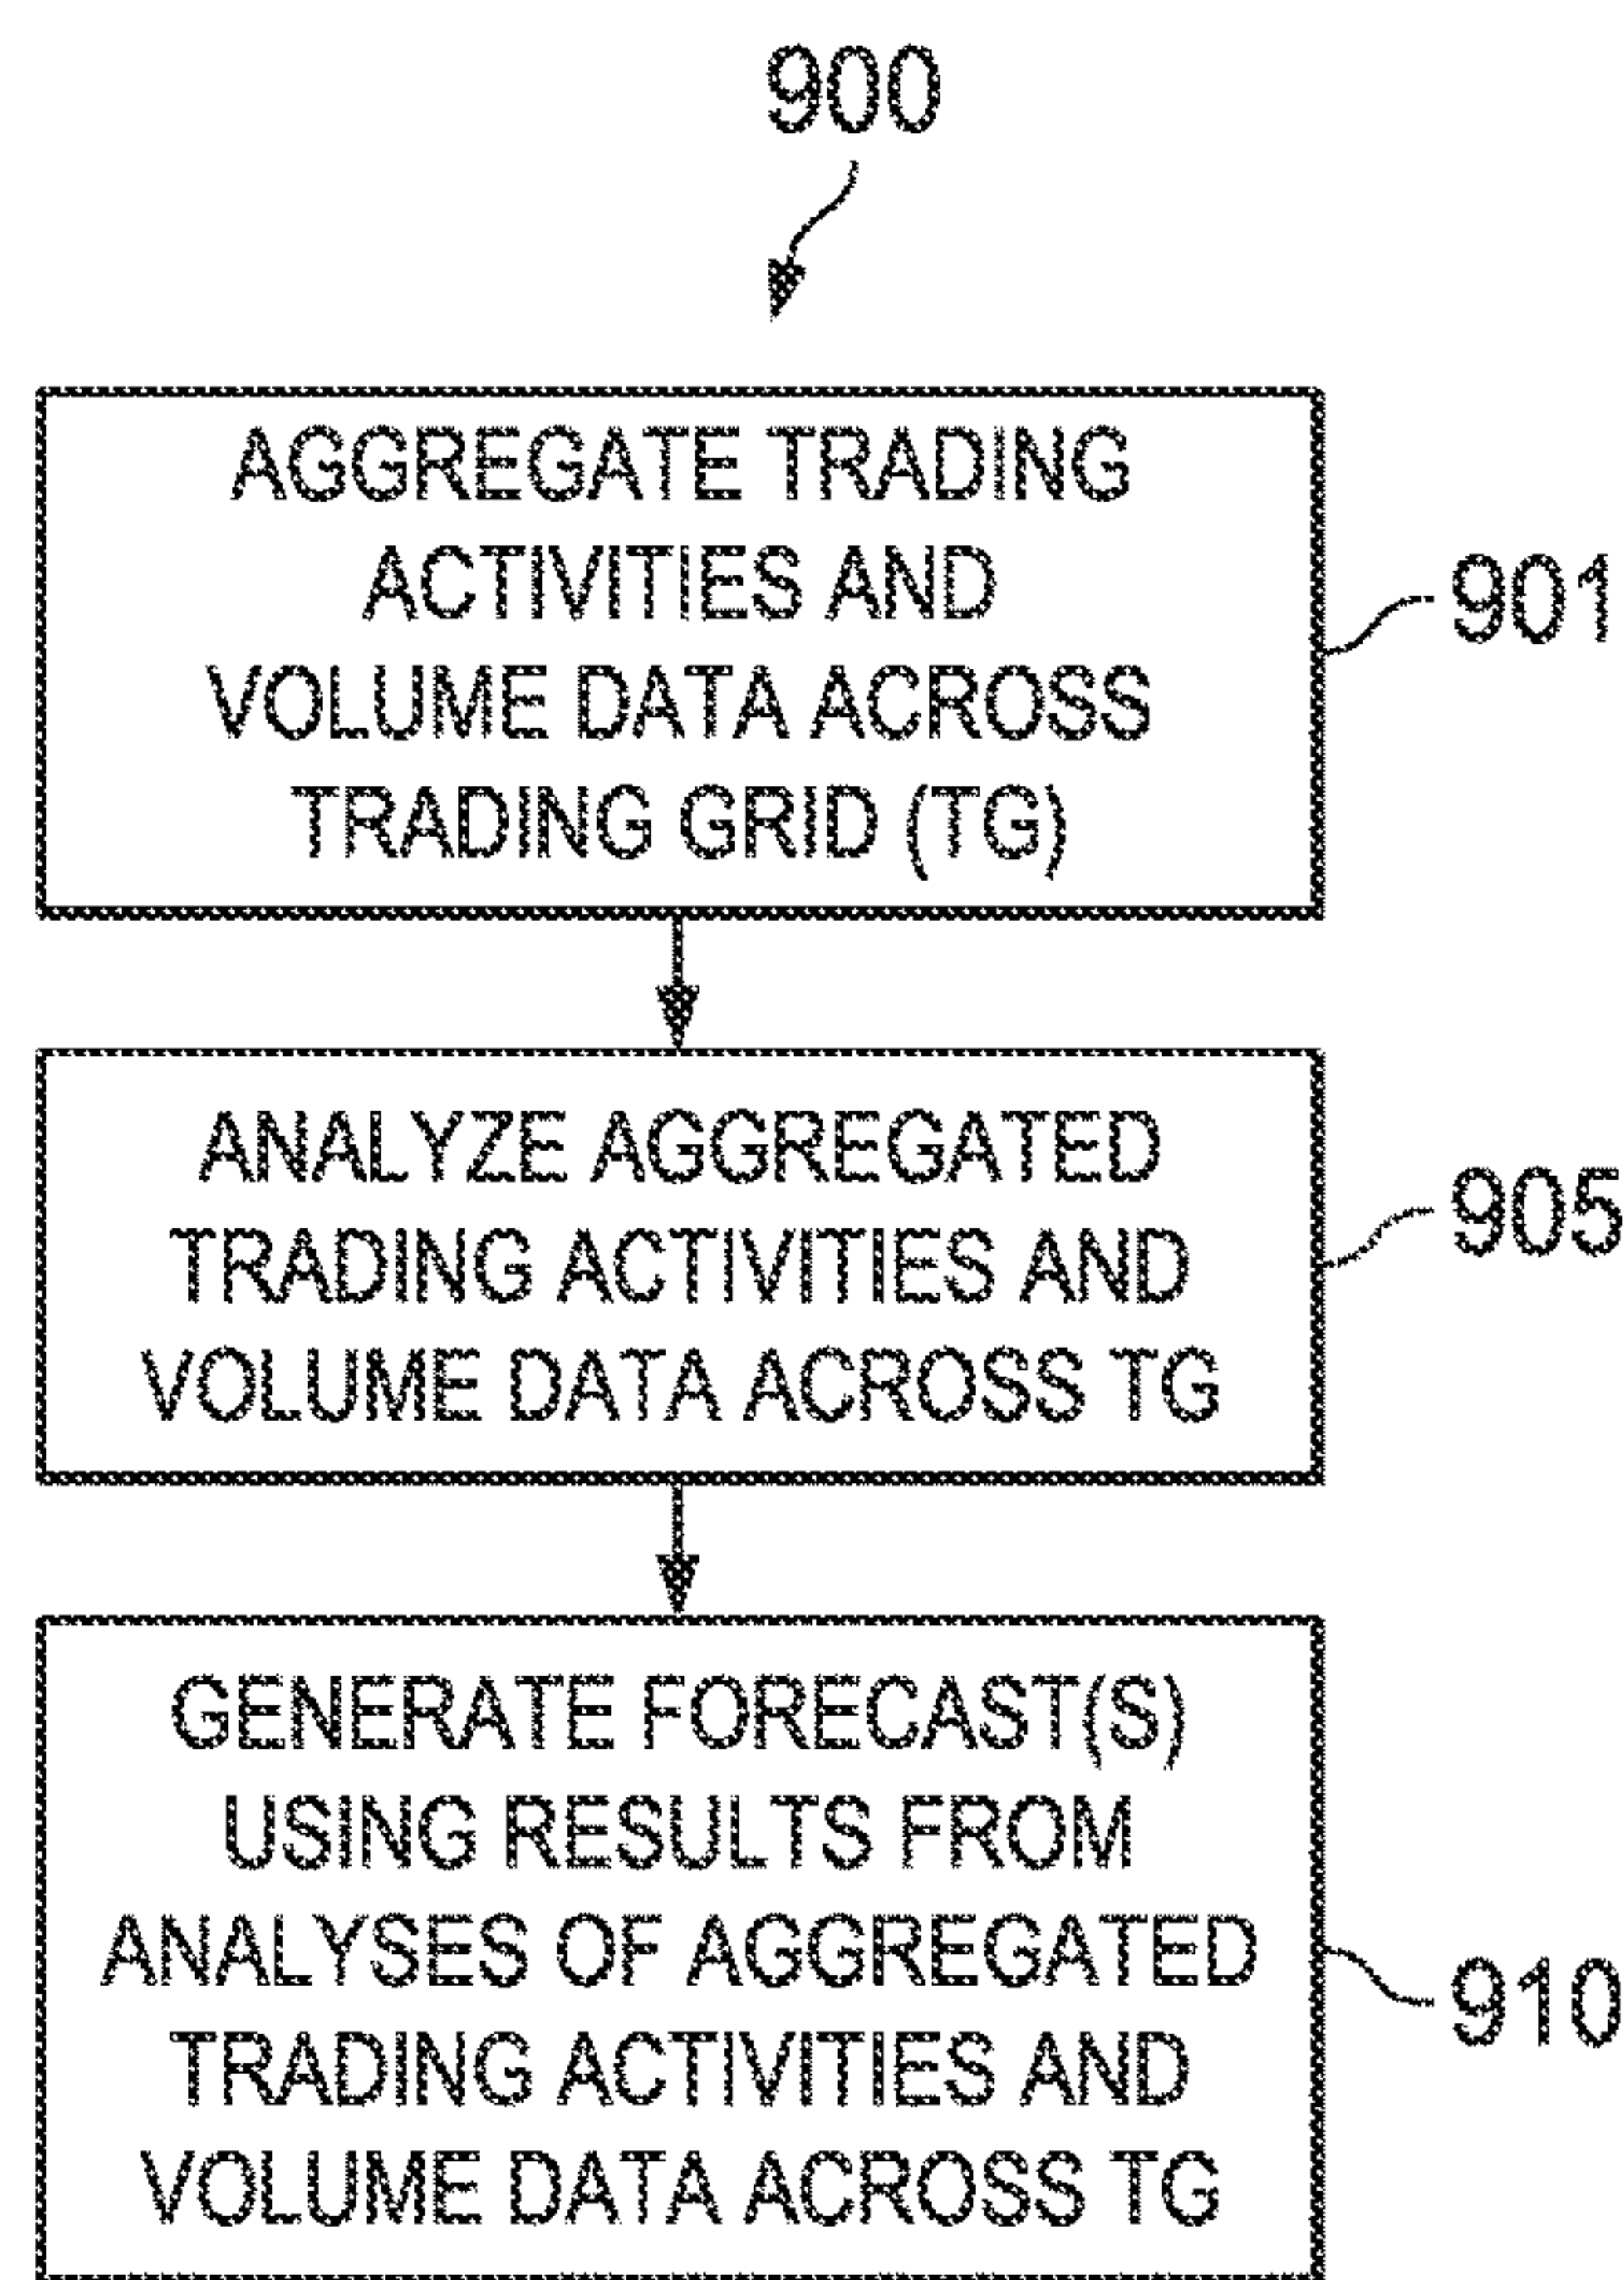 900
AGGREGATE TRADING
ACTIVITIES AND
VOLUME DATA ACROSS
TRADING GRID (TG)
901
ANALYZE AGGREGATED
TRADING ACTIVITIES AND
VOLUME DATA ACROSS TG
905
GENERATE FORECAST(S)
USING RESULTS FROM
ANALYSES OF AGGREGATED
TRADING ACTIVITIES AND
VOLUME DATA ACROSS TG
910